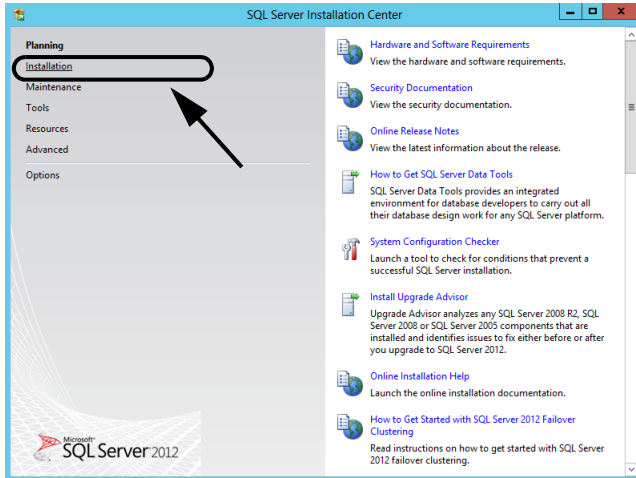 SQL Server Installation Center
Planning
Installation
Maintenance
Tools
Resources
Advanced
Options
Hardware and Software Requirements
View the hardware and software requirements.
Security Documentation
View the security documentation.
Online Release Notes
View the latest information about the release.
How to Get SQL Server Data Tools
SQL Server Data Tools provides an integrated
environment for database developers to carry out all
their database design work for any SQL Server platform.
System Configuration Checker
Launch a tool to check for conditions that prevent a
successful SQL Server installation.
Install Upgrade Advisor
Upgrade Advisor analyzes any SQL Server 2008 R2, SQL
Server 2008 or SQL Server 2005 components that are
installed and identifies issues to fix either before or after
you upgrade to SQL Server 2012.
Online Installation Help
Launch the online installation documentation.
How to Get Started with SQL Server 2012 Failover
Clustering
Read instructions on how to get started with SQL Server
2012 failover clustering.
Microsoft
SQL Server 2012